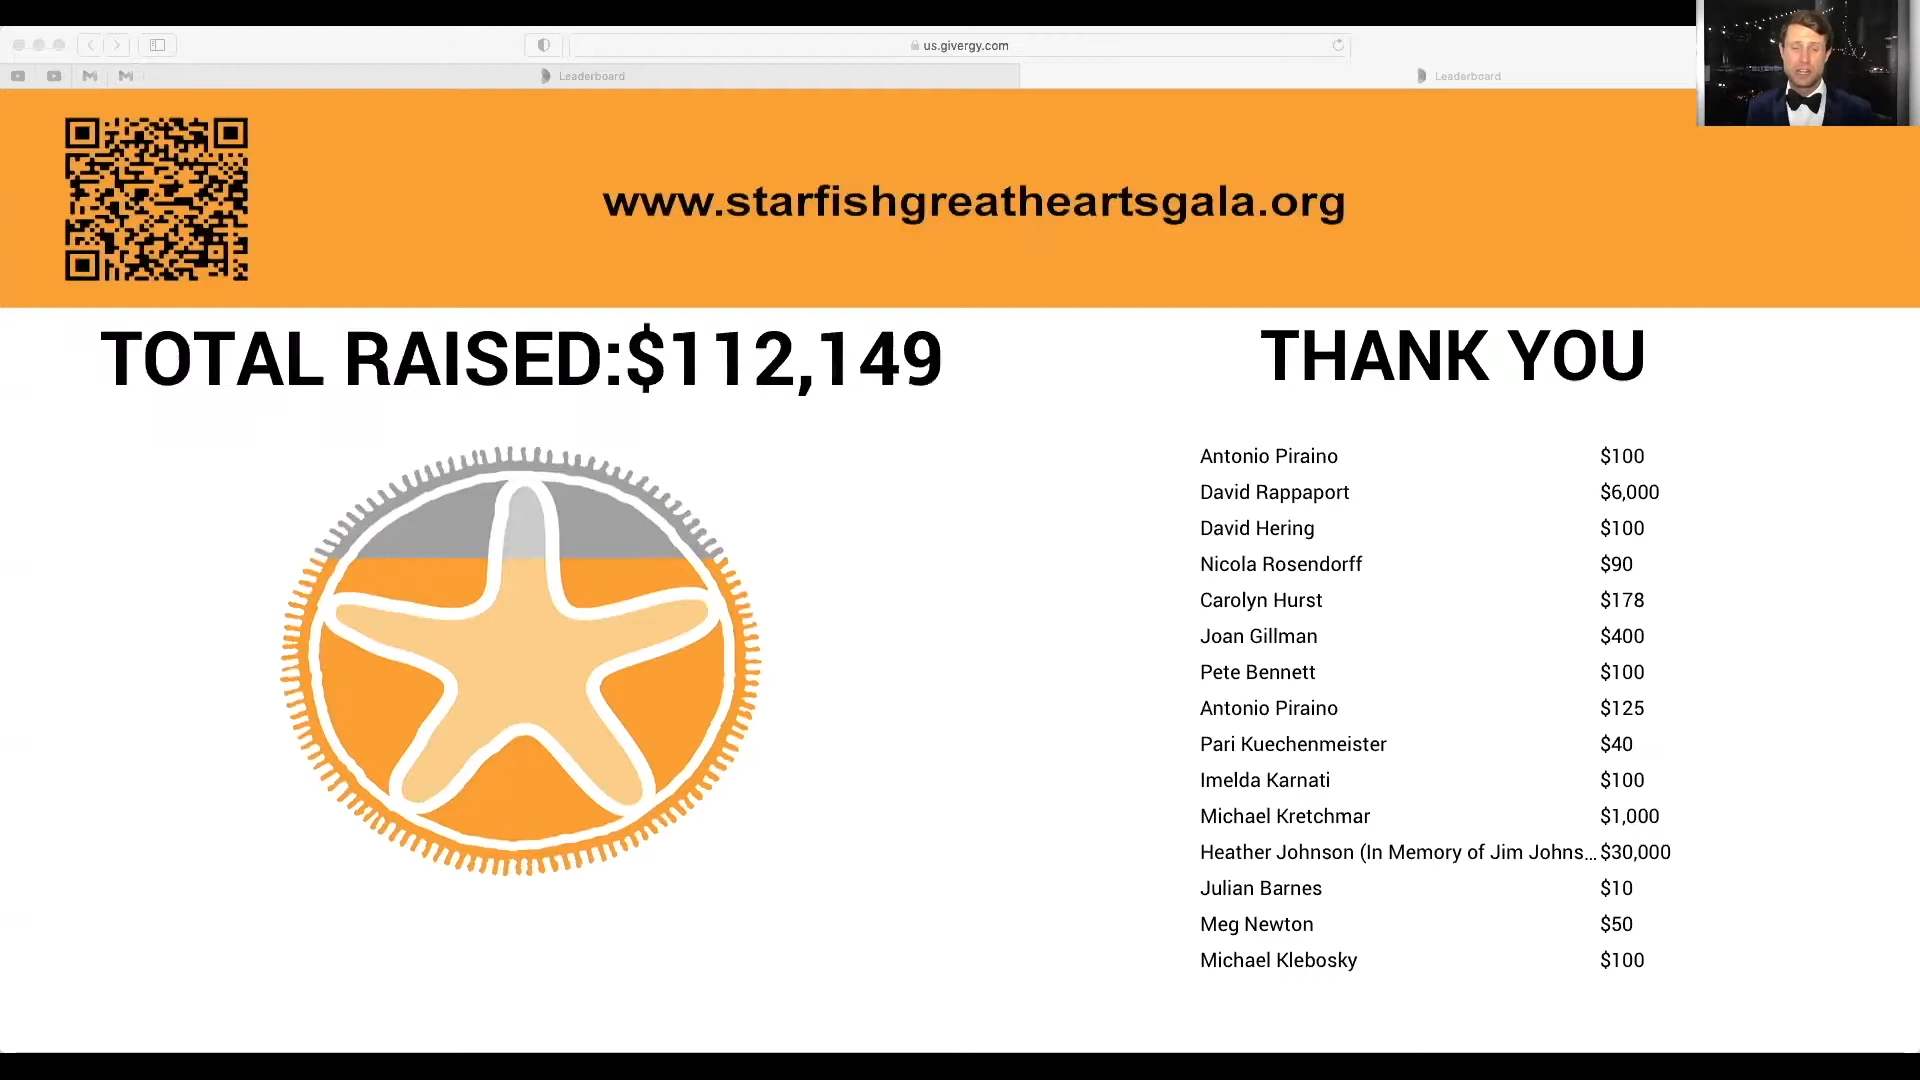 us.givergy.com
Leaderboard
Leaderboard
www.starfishgreatheartsgala.org
TOTAL RAISED:$112,149
THANK YOU
Antonio Piraino $100
David Rappaport $6,000
David Hering $100
Nicola Rosendorff $90
Carolyn Hurst $178
Joan Gillman $400
Pete Bennett $100
Antonio Piraino $125
Pari Kuechenmeister $40
Imelda Karnati $100
Michael Kretchmar $1,000
Heather Johnson (In Memory of Jim Johns... $30,000
Julian Barnes $10
Meg Newton $50
Michael Klebosky $100